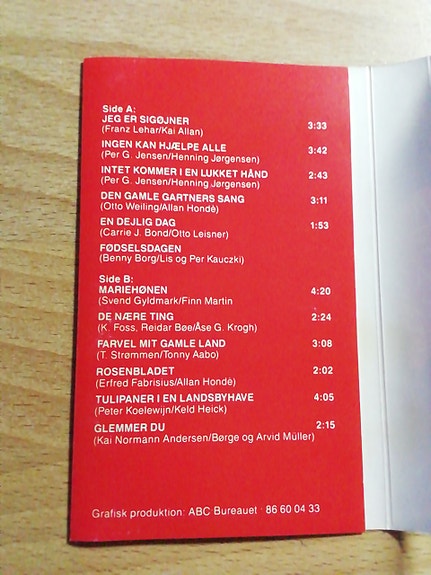 Side A:
JEG ER SIGØJNER 3:33
(Franz Lehar/Kai Allan)
INGEN KAN HJÆLPE ALLE 3:42
(Per G. Jensen/Henning Jørgensen)
INTET KOMMER I EN LUKKET HÅND 2:43
(Per G. Jensen/Henning Jørgensen)
DEN GAMLE GARTNERS SANG 3:11
(Otto Weiling/Allan Hondè)
EN DEJLIG DAG 1:53
(Carrie J. Bond/Otto Leisner)
FØDSELSDAGEN
(Benny Borg/Lis og Per Kauczki)
Side B:
MARIEHØNEN 4:20
(Svend Gyldmark/Finn Martin
DE NÆRE TING 2:24
(K. Foss, Reidar Bøe/Åse G. Krogh)
FARVEL MIT GAMLE LAND 3:08
(T. Strømmen/Tonny Aabo)
ROSENBLADET 2:02
(Erfred Fabrisius/Allan Hondè)
TULIPANER I EN LANDSBYHAVE 4:05
(Peter Koelewijn/Keld Heick)
GLEMMER DU 2:15
(Kai Normann Andersen/Børge og Arvid Müller)
Grafisk produktion: ABC-Bureauet · 86 60 04 33